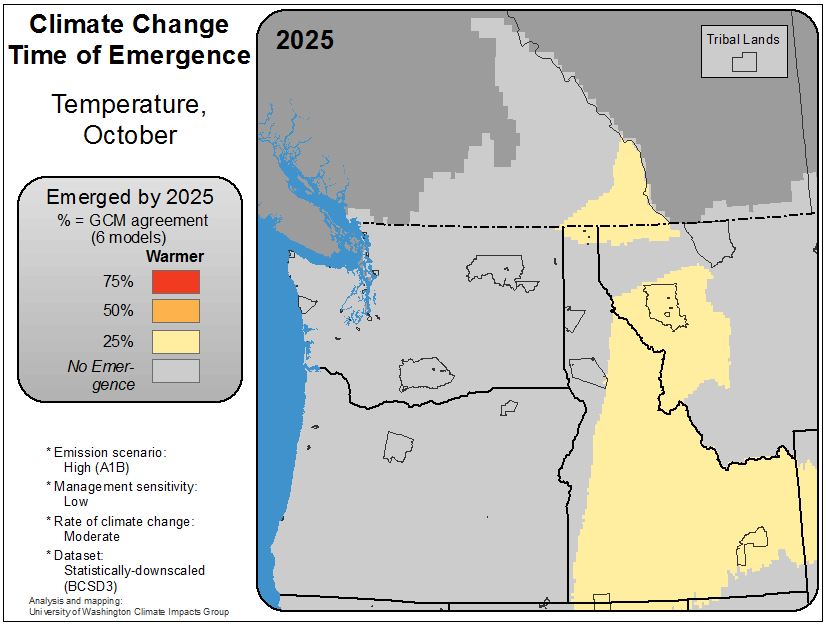 Climate Change
Time of Emergence
Temperature,
October
Emerged by 2025
% = GCM agreement
(6 models)
Warmer
75%
50%
25%
No Emer-
gence
* Emission scenario:
High (A1B)
* Management sensitivity:
Low
* Rate of climate change:
Moderate
* Dataset:
Statistically-downscaled
(BCSD3)
Analysis and mapping:
University of Washington Climate Impacts Group
2025
Tribal Lands